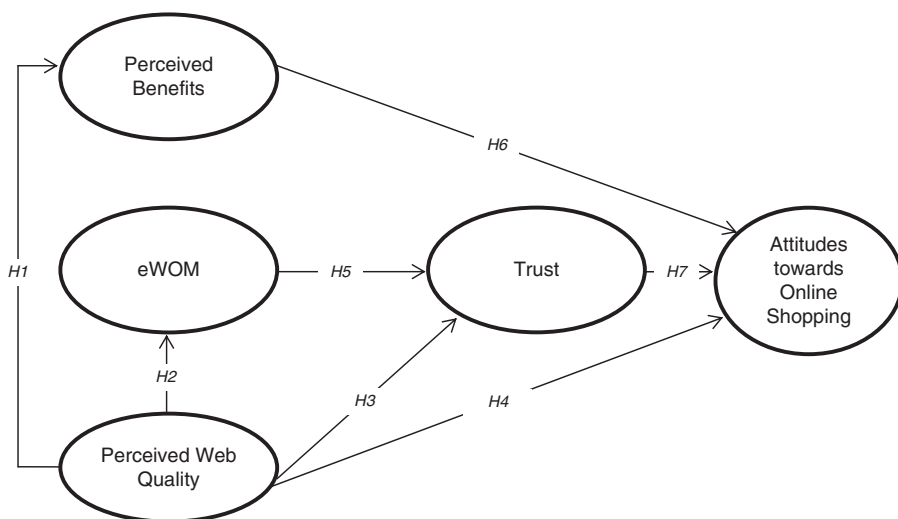 Perceived
Benefits
H6
eWOM
H5
Trust
H7
Attitudes
towards
Online
Shopping
H1
H2
H3
H4
Perceived Web
Quality